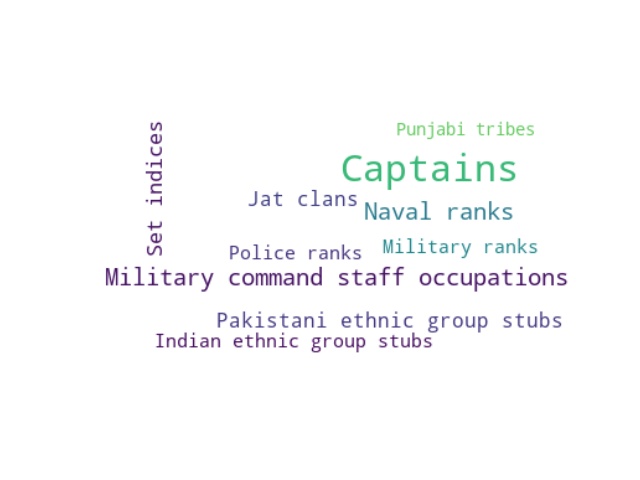 Punjabi tribes
Captains
Set indices
Jat clans
Naval ranks
Military ranks
Police ranks
Military command staff occupations
Pakistani ethnic group stubs
Indian ethnic group stubs